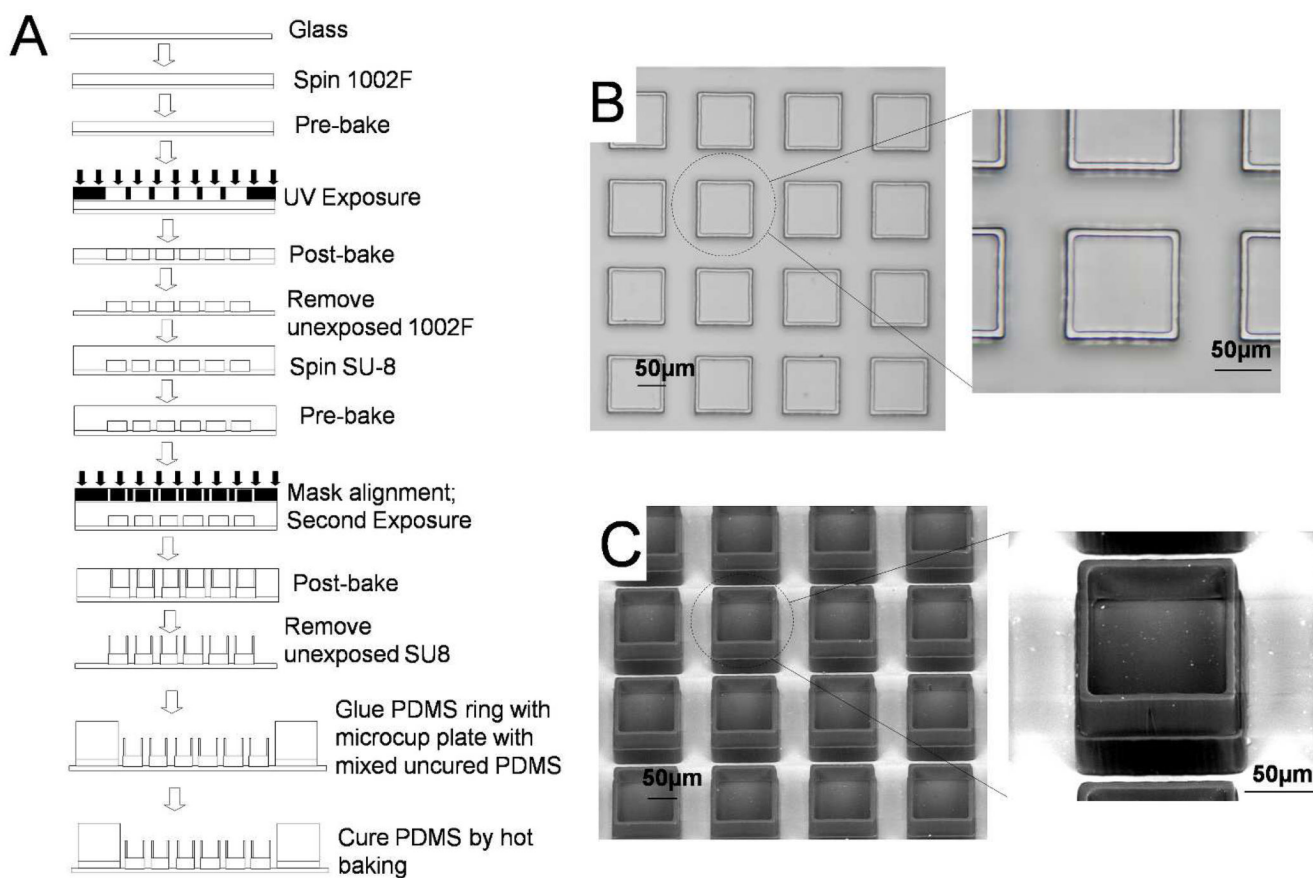 A
Glass
Spin 1002F
Pre-bake
UV Exposure
Post-bake
Remove
unexposed 1002F
Spin SU-8
Pre-bake
Mask alignment;
Second Exposure
Post-bake
Remove
unexposed SU8
Glue PDMS ring with
microcup plate with
mixed uncured PDMS
Cure PDMS by hot
baking
B
50μm
50μm
C
50μm
50μm